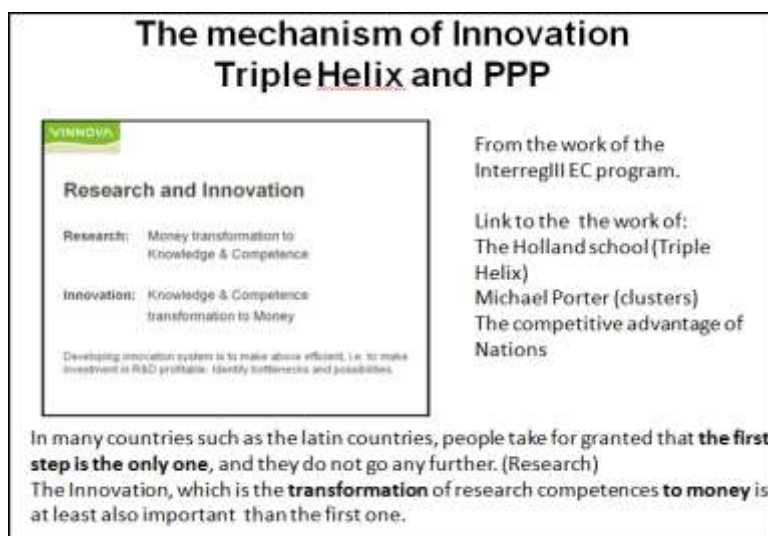 The mechanism of Innovation
Triple Helix and PPP
VINNOVA
Research and Innovation
Research: Money transformation to
Knowledge & Competence
Innovation: Knowledge & Competence
transformation to Money
Developing innovation system is to make above efficient, i.e. to make
investment in R&D profitable. Identify bottlenecks and possibilities.
From the work of the
InterregIII EC program.
Link to the the work of:
The Holland school (Triple
Helix)
Michael Porter (clusters)
The competitive advantage of
Nations
In many countries such as the latin countries, people take for granted that the first
step is the only one, and they do not go any further. (Research)
The Innovation, which is the transformation of research competences to money is
at least also important than the first one.